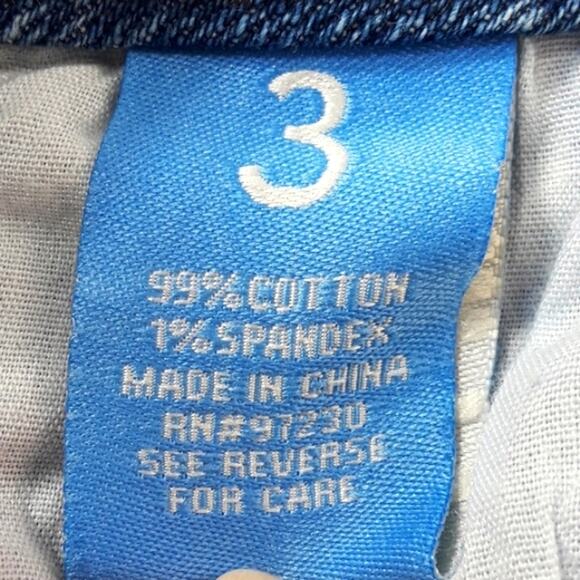 3
99% COTTON
1% SPANDEX
MADE IN CHINA
RN#97230
SEE REVERSE
FOR CARE